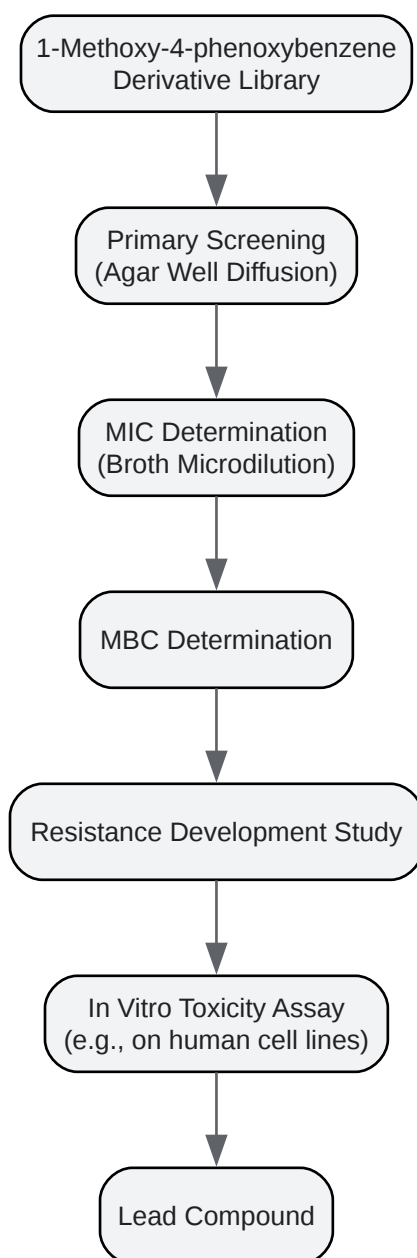 1-Methoxy-4-phenoxybenzene
Derivative Library
Primary Screening
(Agar Well Diffusion)
MIC Determination
(Broth Microdilution)
MBC Determination
Resistance Development Study
In Vitro Toxicity Assay
(e.g., on human cell lines)
Lead Compound